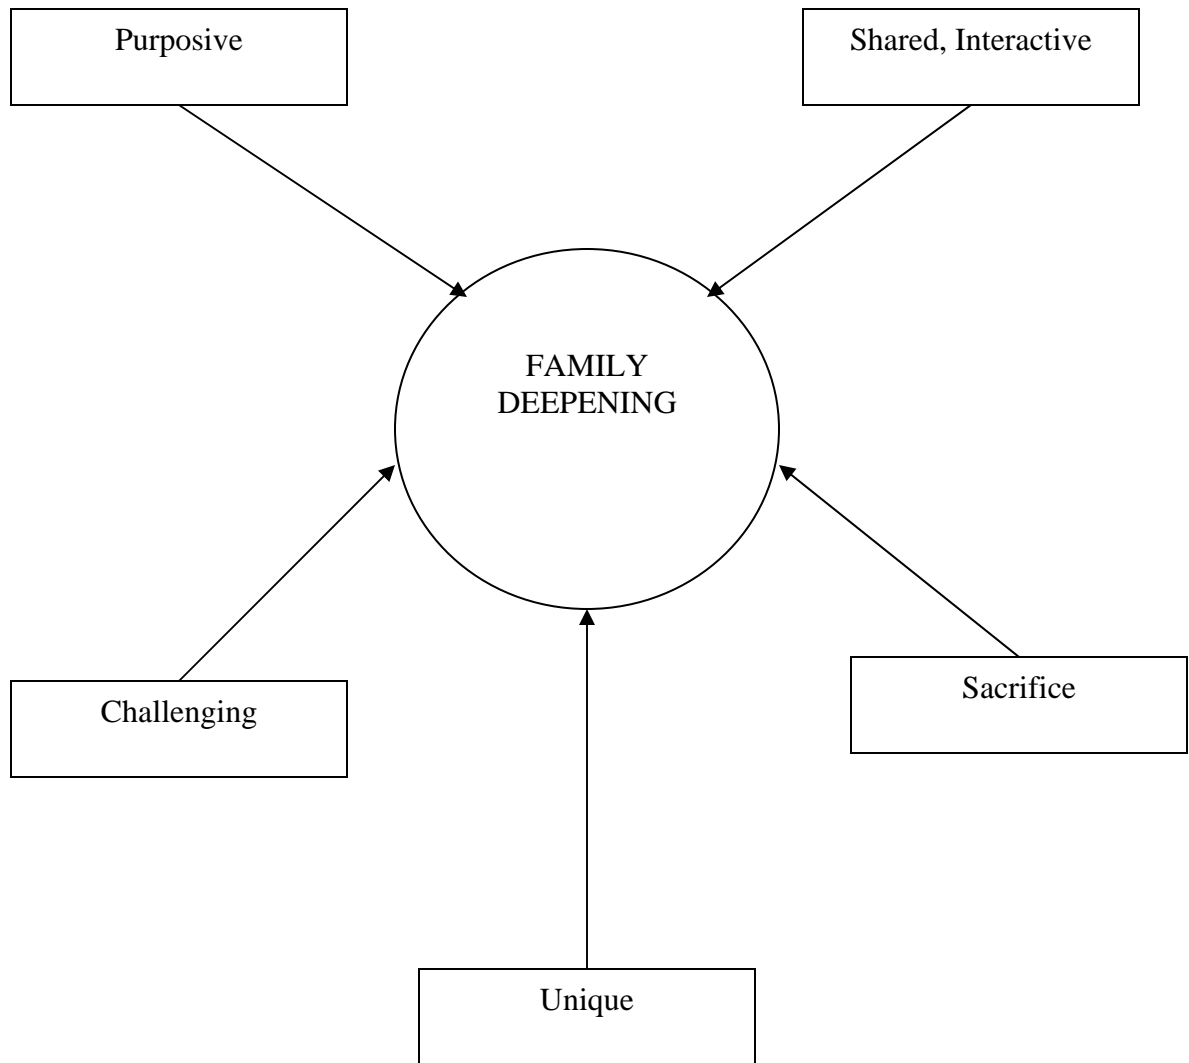 Purposive
Shared, Interactive
FAMILY
DEEPENING
Challenging
Sacrifice
Unique